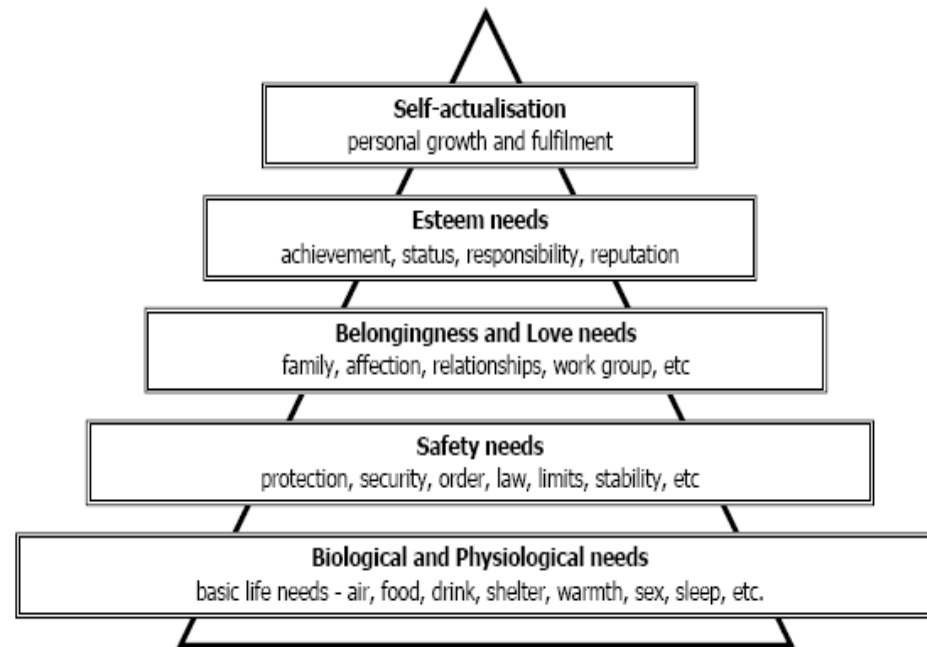 Self-actualisation
personal growth and fulfilment
Esteem needs
achievement, status, responsibility, reputation
Belongingness and Love needs
family, affection, relationships, work group, etc
Safety needs
protection, security, order, law, limits, stability, etc
Biological and Physiological needs
basic life needs - air, food, drink, shelter, warmth, sex, sleep, etc.